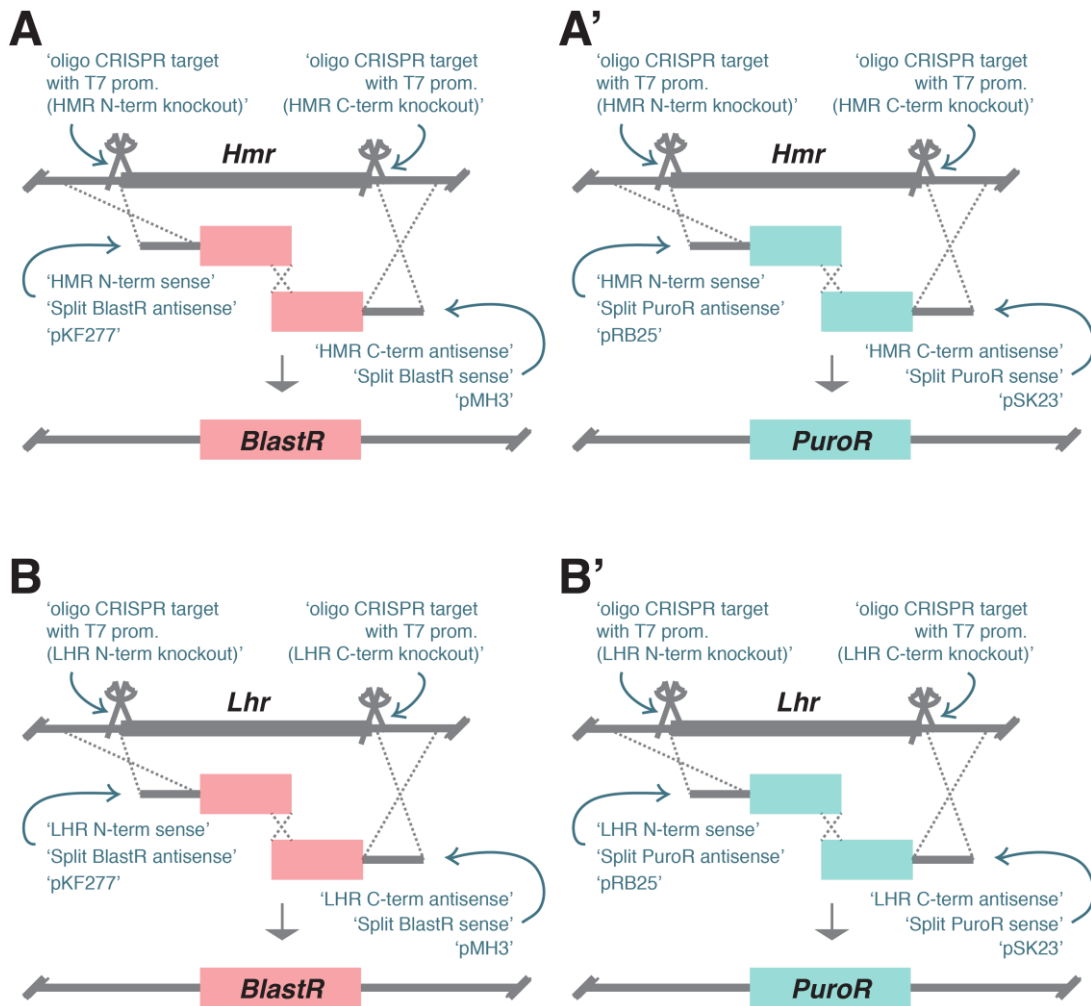 A
'oligo CRISPR target
with T7 prom.
(HMR N-term knockout)'
'oligo CRISPR target
with T7 prom.
(HMR C-term knockout)'
Hmr
'HMR N-term sense'
'Split BlastR antisense'
'pKF277'
'HMR C-term antisense'
'Split BlastR sense'
'pMH3'
BlastR
A'
'oligo CRISPR target
with T7 prom.
(HMR N-term knockout)'
'oligo CRISPR target
with T7 prom.
(HMR C-term knockout)'
Hmr
'HMR N-term sense'
'Split PuroR antisense'
'pRB25'
'HMR C-term antisense'
'Split PuroR sense'
'pSK23'
PuroR
B
'oligo CRISPR target
with T7 prom.
(LHR N-term knockout)'
'oligo CRISPR target
with T7 prom.
(LHR C-term knockout)'
Lhr
'LHR N-term sense'
'Split BlastR antisense'
'pKF277'
'LHR C-term antisense'
'Split BlastR sense'
'pMH3'
BlastR
B'
'oligo CRISPR target
with T7 prom.
(LHR N-term knockout)'
'oligo CRISPR target
with T7 prom.
(LHR C-term knockout)'
Lhr
'LHR N-term sense'
'Split PuroR antisense'
'pRB25'
'LHR C-term antisense'
'Split PuroR sense'
'pSK23'
PuroR